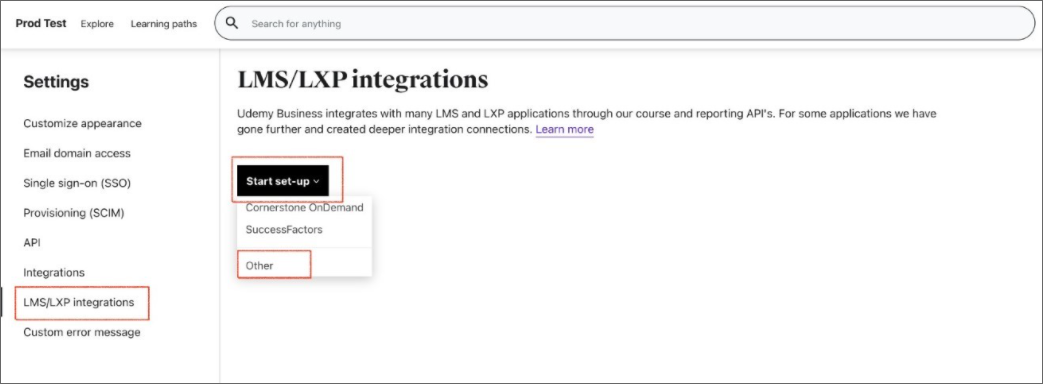 Prod Test Explore Learning paths Search for anything
Settings
Customize appearance
Email domain access
Single sign-on (SSO)
Provisioning (SCIM)
API
Integrations
LMS/LXP integrations
Custom error message
LMS/LXP integrations
Udemy Business integrates with many LMS and LXP applications through our course and reporting API's. For some applications we have
gone further and created deeper integration connections. Learn more
Start set-up
Cornerstone OnDemand
SuccessFactors
Other